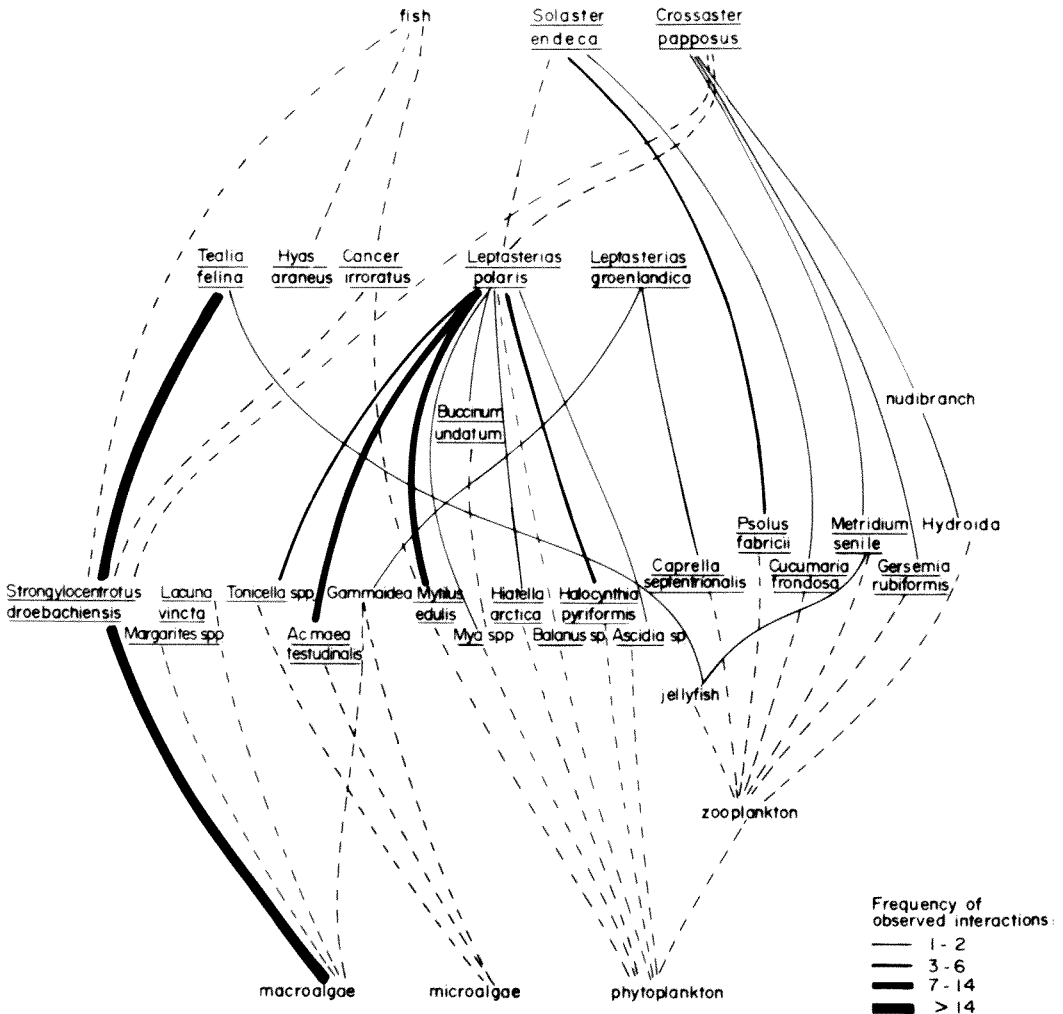 fish
Solaster
endeca
Crossaster
papposus
Tealia
felina
Hyas
araneus
Cancer
irroratus
Leptasterias
polaris
Leptasterias
groenlandica
Buccinum
undatum
nudibranch
Psolus
fabricii
Metridium
senile
Hydroida
Strongylocentrotus
droebachiensis
Lacuna
vincta
Margarites spp
Tonicella spp
Acmaea
testudinalis
Gammaidea
Mytilus
edulis
Mya spp
Hiatella
arctica
Balanus sp
Halocynthia
pyriformis
Ascidia sp
Caprella
septentrionalis
Cucumaria
frondosa
Gersemia
rubiformis
jellyfish
zooplankton
macroalgae
microalgae
phytoplankton
Frequency of
observed interactions:
1 - 2
3 - 6
7 - 14
> 14